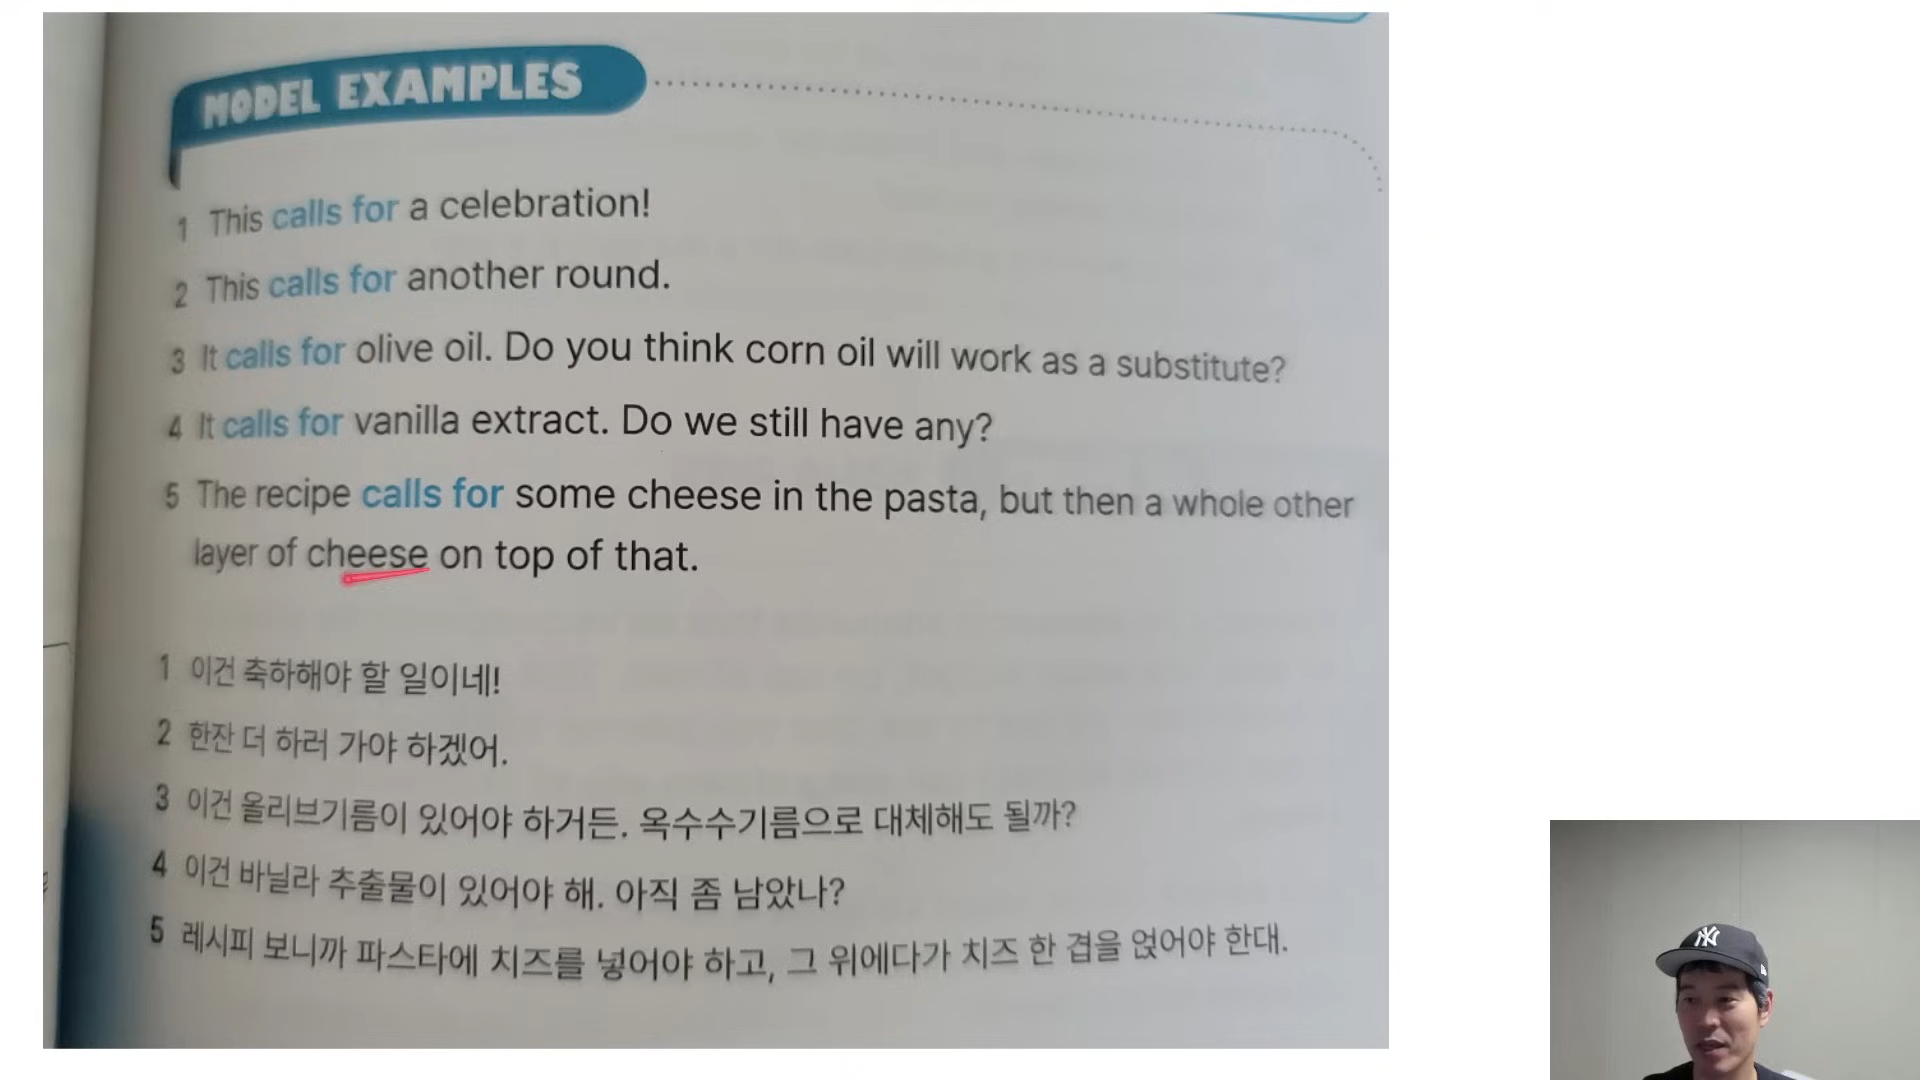 MODEL EXAMPLES
1 This calls for a celebration!
2 This calls for another round.
3 It calls for olive oil. Do you think corn oil will work as a substitute?
4 It calls for vanilla extract. Do we still have any?
5 The recipe calls for some cheese in the pasta, but then a whole other
layer of cheese on top of that.
1 이건 축하해야 할 일이네!
2 한잔 더 하러 가야 하겠어.
3 이건 올리브기름이 있어야 하거든. 옥수수기름으로 대체해도 될까?
4 이건 바닐라 추출물이 있어야 해. 아직 좀 남았나?
5 레시피 보니까 파스타에 치즈를 넣어야 하고, 그 위에다가 치즈 한 겹을 얹어야 한대.
NY